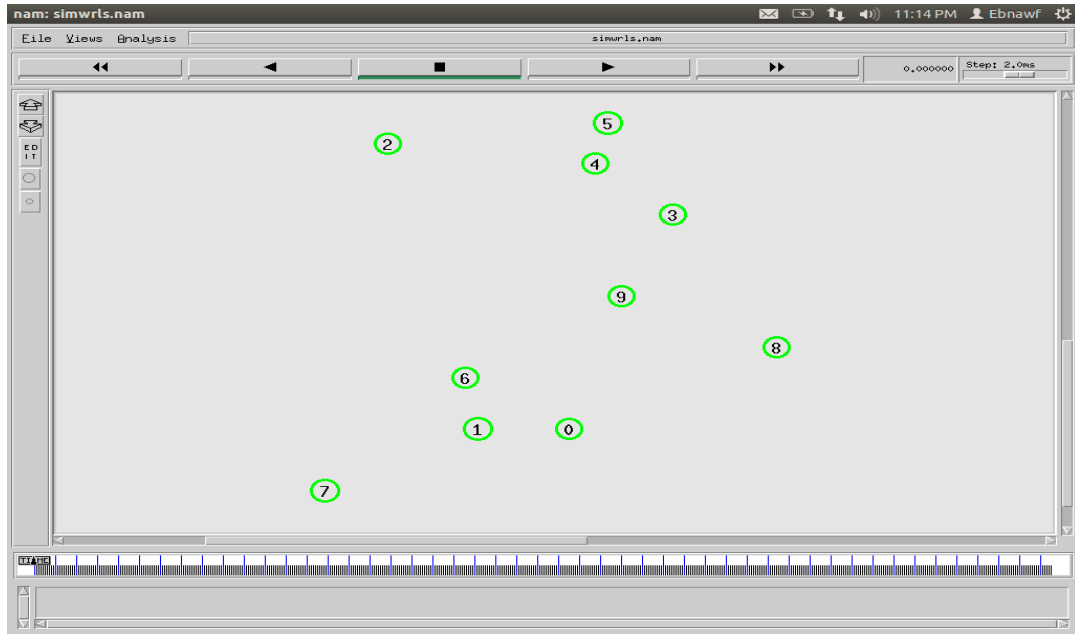 nam: simwrls.nam 11:14 PM Ebnawf
File Views Analysis simwrls.nam
0.000000 Step: 2.0ms
5
2
4
ED
IT
3
9
8
6
1 0
7
TIME